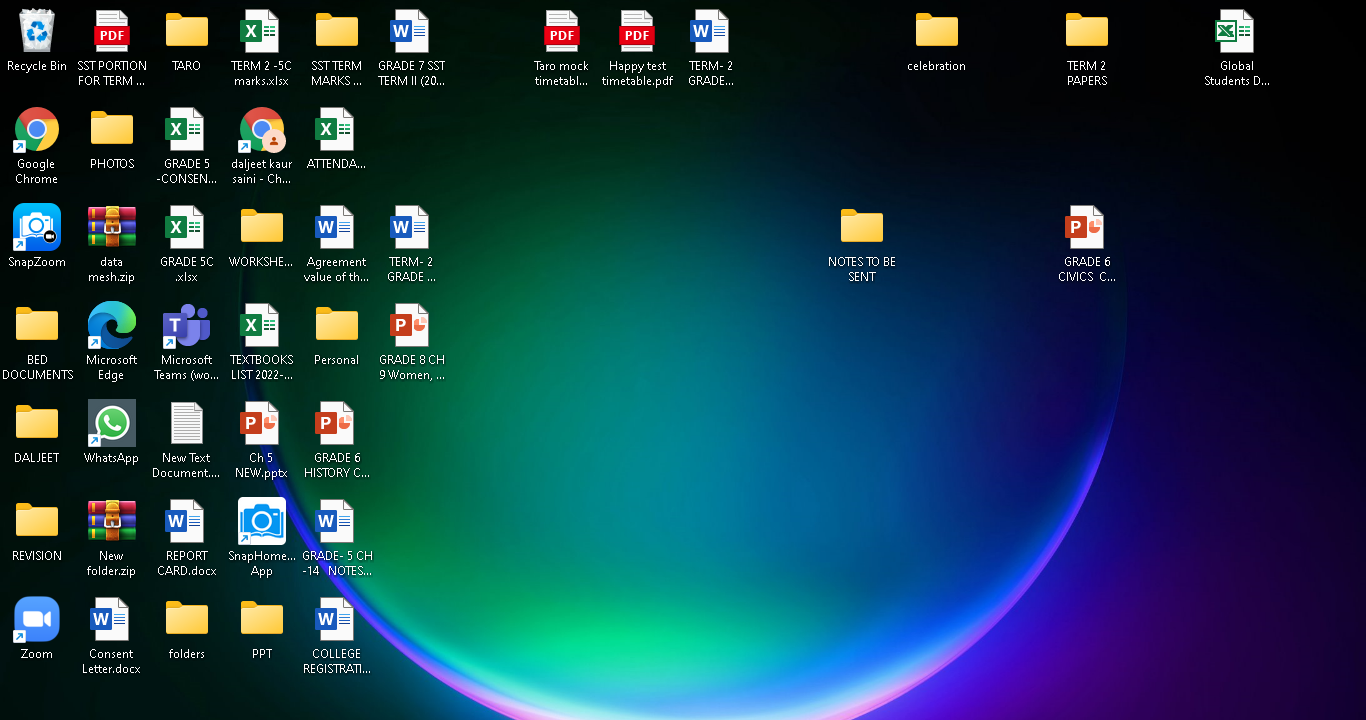 Recycle Bin
SST PORTION
FOR TERM ...
TARO
TERM 2 -5C
marks.xlsx
SST TERM
MARKS ...
GRADE 7 SST
TERM II (20...
Taro mock
timetabl...
Happy test
timetable.pdf
TERM- 2
GRADE...
celebration
TERM 2
PAPERS
Global
Students D...
Google
Chrome
PHOTOS
GRADE 5
-CONSEN...
daljeet kaur
saini - Ch...
ATTENDA...
SnapZoom
data
mesh.zip
GRADE 5C
.xlsx
WORKSHE...
Agreement
value of th...
TERM- 2
GRADE ...
NOTES TO BE
SENT
GRADE 6
CIVICS C...
BED
DOCUMENTS
Microsoft
Edge
Microsoft
Teams (wo...
TEXTBOOKS
LIST 2022-...
Personal
GRADE 8 CH
9 Women, ...
DALJEET
WhatsApp
New Text
Document....
Ch 5
NEW.pptx
GRADE 6
HISTORY C...
REVISION
New
folder.zip
REPORT
CARD.docx
SnapHome...
App
GRADE- 5 CH
-14 NOTES...
Zoom
Consent
Letter.docx
folders
PPT
COLLEGE
REGISTRATI...